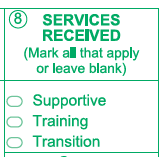 8 SERVICES
RECEIVED
(Mark all that apply
or leave blank)
Supportive
Training
Transition